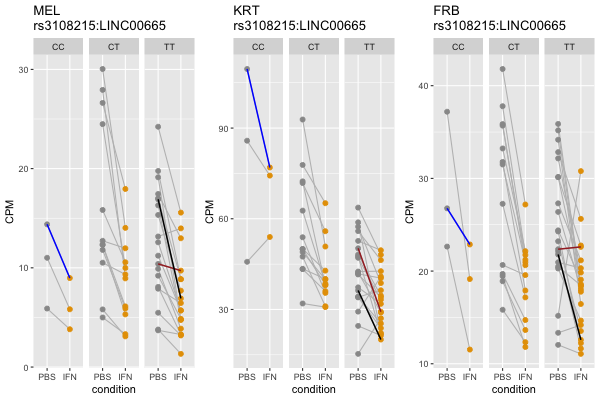 MEL
rs3108215:LINC00665
CC CT TT
30
20
10
0
CPM
PBS IFN PBS IFN PBS IFN
condition
KRT
rs3108215:LINC00665
CC CT TT
90
60
30
CPM
PBS IFN PBS IFN PBS IFN
condition
FRB
rs3108215:LINC00665
CC CT TT
40
30
20
10
CPM
PBS IFN PBS IFN PBS IFN
condition